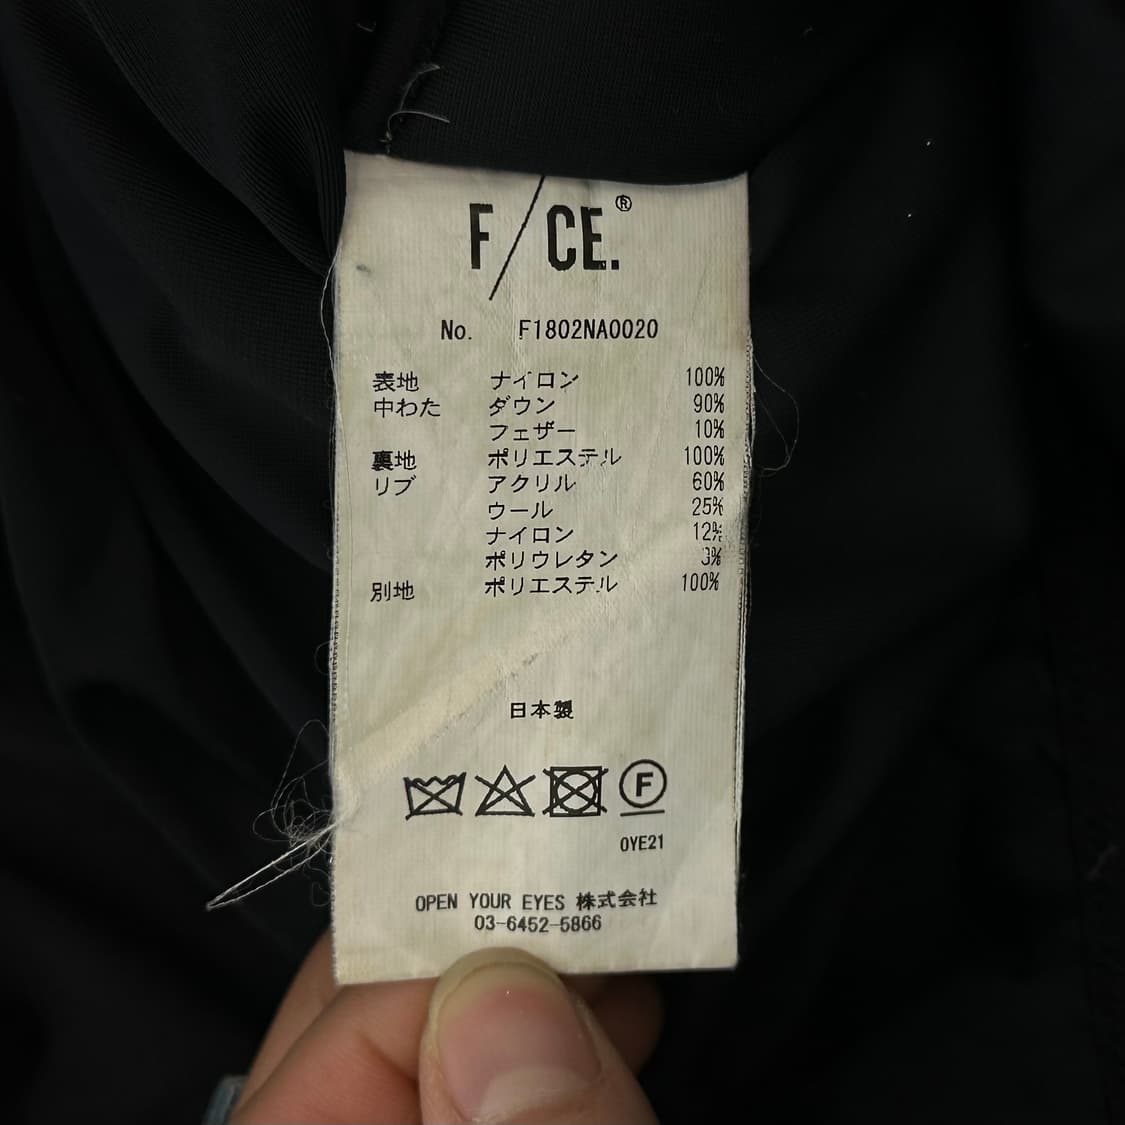 F/CE.®
No. F1802NA0020
表地 ナイロン 100%
中わた ダウン 90%
フェザー 10%
裏地 ポリエステル 100%
リブ アクリル 60%
ウール 25%
ナイロン 12%
ポリウレタン 3%
別地 ポリエステル 100%
日本製
F
0YE21
OPEN YOUR EYES 株式会社
03-6452-5866